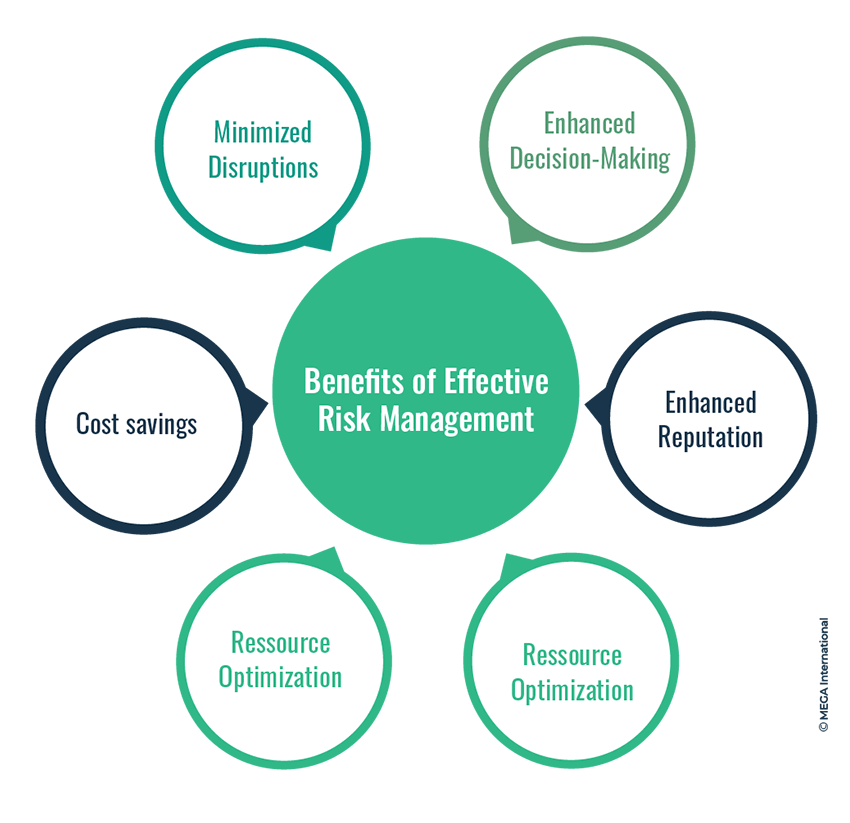 Minimized
Disruptions
Enhanced
Decision-Making
Benefits of Effective
Risk Management
Cost savings
Enhanced
Reputation
Ressource
Optimization
Ressource
Optimization
© MEGA International